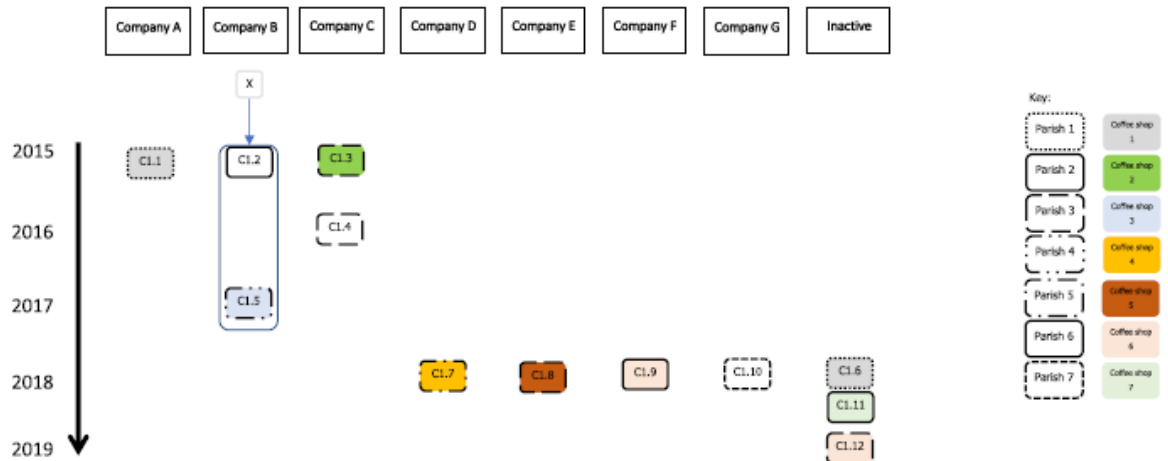 Company A Company B Company C Company D Company E Company F Company G Inactive
X
Key:
2015 C1.1 C1.2 C1.3
2016 C1.4
2017 C1.5
2018 C1.7 C1.8 C1.9 C1.10 C1.6
C1.11
2019 C1.12
Parish 1 Coffee shop
1
Parish 2 Coffee shop
2
Parish 3 Coffee shop
3
Parish 4 Coffee shop
4
Parish 5 Coffee shop
5
Parish 6 Coffee shop
6
Parish 7 Coffee shop
7